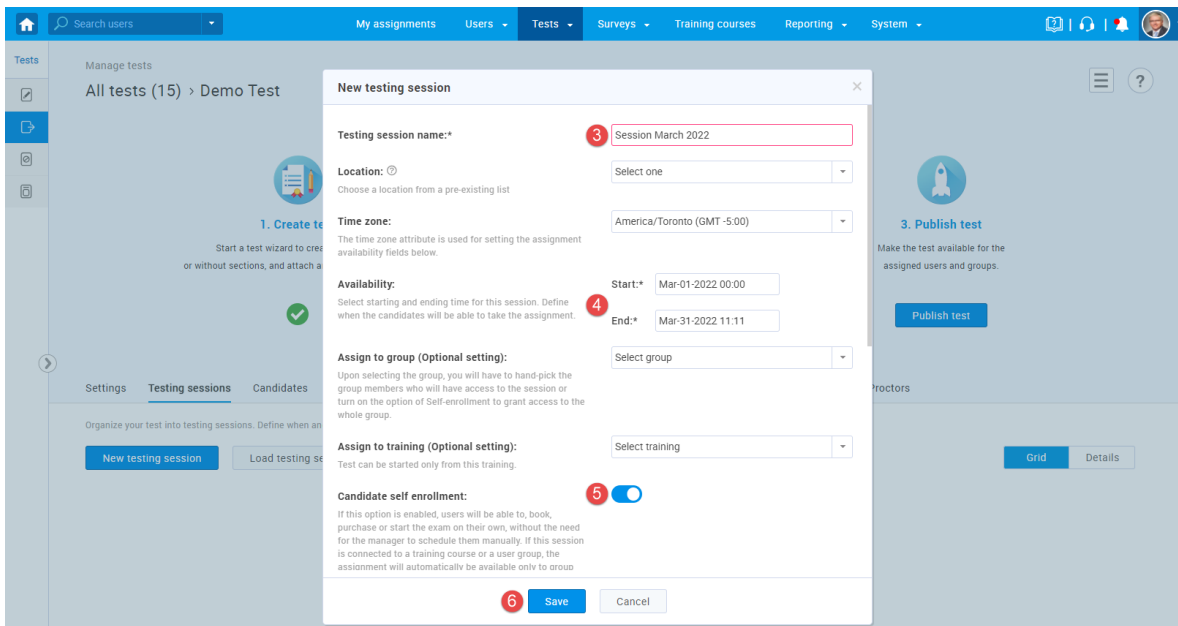 Search users
My assignments
Users
Tests
Surveys
Training courses
Reporting
System
Tests
Manage tests
All tests (15) › Demo Test
?
1. Create te
Start a test wizard to crea
or without sections, and attach a
3. Publish test
Make the test available for the
assigned users and groups.
Publish test
Settings
Testing sessions
Candidates
Proctors
Organize your test into testing sessions. Define when an
New testing session
Load testing se
Grid
Details
New testing session
Testing session name:*
3
Session March 2022
Location: ?
Select one
Choose a location from a pre-existing list
Time zone:
America/Toronto (GMT -5:00)
The time zone attribute is used for setting the assignment
availability fields below.
Availability:
Select starting and ending time for this session. Define
when the candidates will be able to take the assignment.
4
Start:* Mar-01-2022 00:00
End:* Mar-31-2022 11:11
Assign to group (Optional setting):
Select group
Upon selecting the group, you will have to hand-pick the
group members who will have access to the session or
turn on the option of Self-enrollment to grant access to the
whole group.
Assign to training (Optional setting):
Select training
Test can be started only from this training.
Candidate self enrollment:
5
If this option is enabled, users will be able to, book,
purchase or start the exam on their own, without the need
for the manager to schedule them manually. If this session
is connected to a training course or a user group, the
assignment will automatically be available only to group
6
Save
Cancel